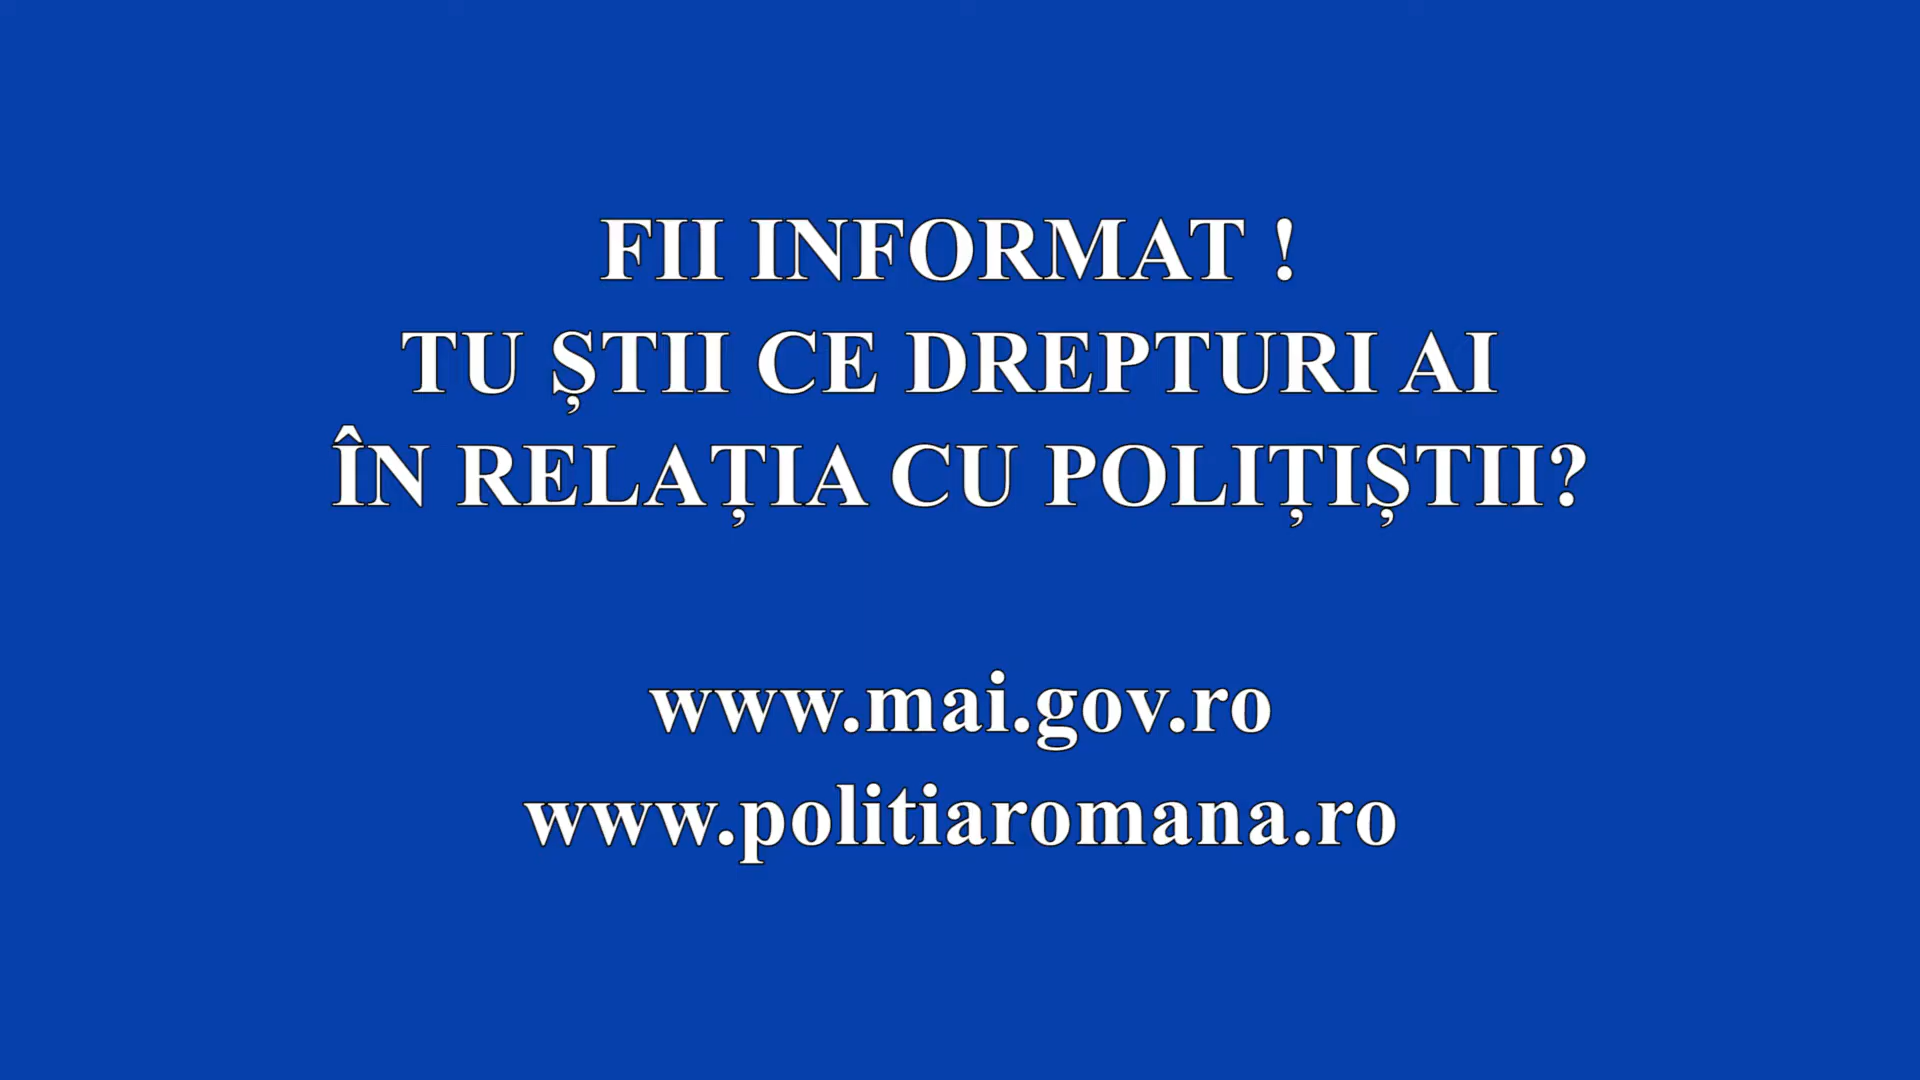 FII INFORMAT !
TU ȘTII CE DREPTURI AI
ÎN RELAȚIA CU POLIȚIȘTII?
www.mai.gov.ro
www.politiaromana.ro